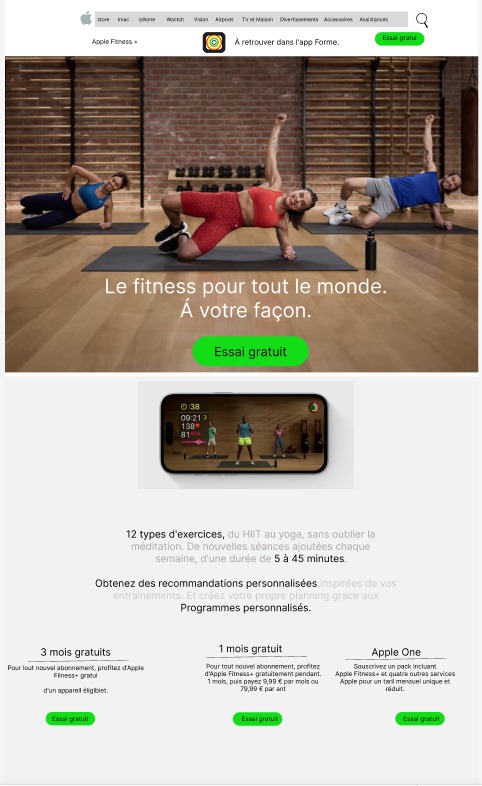 store Imac Iphone Wactch Vision Airpods TV et Maison Divertissements Accessoires Assistances
Apple Fitness + À retrouver dans l'app Forme. Essai gratui
Le fitness pour tout le monde.
Á votre façon.
Essai gratuit
:38
09:21
138
81
12 types d'exercices, du HIIT au yoga, sans oublier la
méditation. De nouvelles séances ajoutées chaque
semaine, d'une durée de 5 à 45 minutes.
Obtenez des recommandations personnalisées inspirées de vos
entraînements. Et créez votre propre planning grace aux
Programmes personnalisés.
3 mois gratuits
Pour lout nouvel abonnement, profitez d'Apple
Filness+ gratui
d'un appareil éligiblet.
Essai gratuit
1 mois gratuit
Pour tout nouvel abonnement, profitez
d'Apple Fitness+ gratuitement pendant.
1 mois, puis payez 9,99 € par mois ou
79,99 € par ant
Essai gratuit
Apple One
Souscrivez un pack incluant
Apple Fitness+ et quatre outres services
Apple pour un taril mensuel unique et
réduit.
Essai gratuit